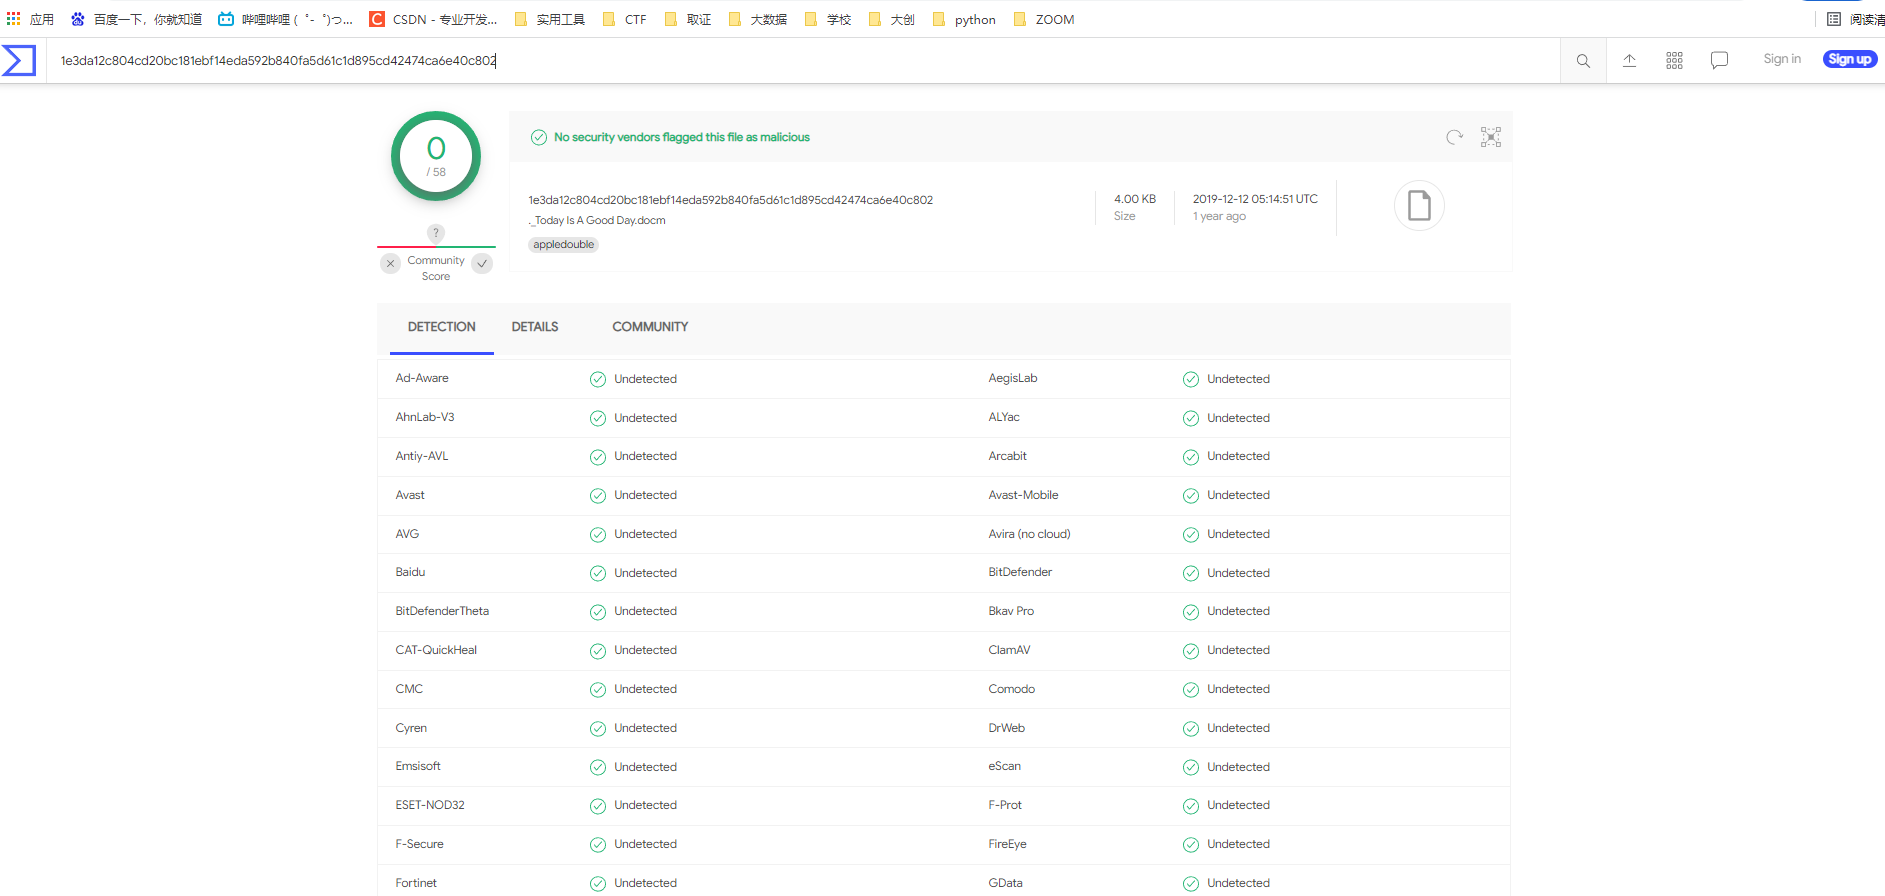 应用 百度一下，你就知道 哔哩哔哩 ( ゜- ゜)つ... CSDN - 专业开发... 实用工具 CTF 取证 大数据 学校 大创 python ZOOM 阅读清
1e3da12c804cd20bc181ebf14eda592b840fa5d61c1d895cd42474ca6e40c802 Sign in Sign up
0
/ 58
?
Community
Score
No security vendors flagged this file as malicious
1e3da12c804cd20bc181ebf14eda592b840fa5d61c1d895cd42474ca6e40c802
._Today Is A Good Day.docm
appledouble
4.00 KB
Size
2019-12-12 05:14:51 UTC
1 year ago
DETECTION DETAILS COMMUNITY
Ad-Aware Undetected AegisLab Undetected
AhnLab-V3 Undetected ALYac Undetected
Antiy-AVL Undetected Arcabit Undetected
Avast Undetected Avast-Mobile Undetected
AVG Undetected Avira (no cloud) Undetected
Baidu Undetected BitDefender Undetected
BitDefenderTheta Undetected Bkav Pro Undetected
CAT-QuickHeal Undetected ClamAV Undetected
CMC Undetected Comodo Undetected
Cyren Undetected DrWeb Undetected
Emsisoft Undetected eScan Undetected
ESET-NOD32 Undetected F-Prot Undetected
F-Secure Undetected FireEye Undetected
Fortinet Undetected GData Undetected